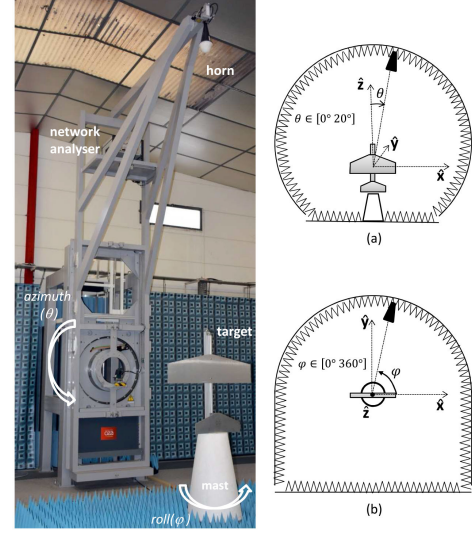 horn
network
analyser
azimuth
(θ)
target
mast
roll(φ)
ẑ
θ
θ ∈ [0° 20°]
ŷ
x̂
(a)
ŷ
φ ∈ [0° 360°]
φ
x̂
ẑ
(b)